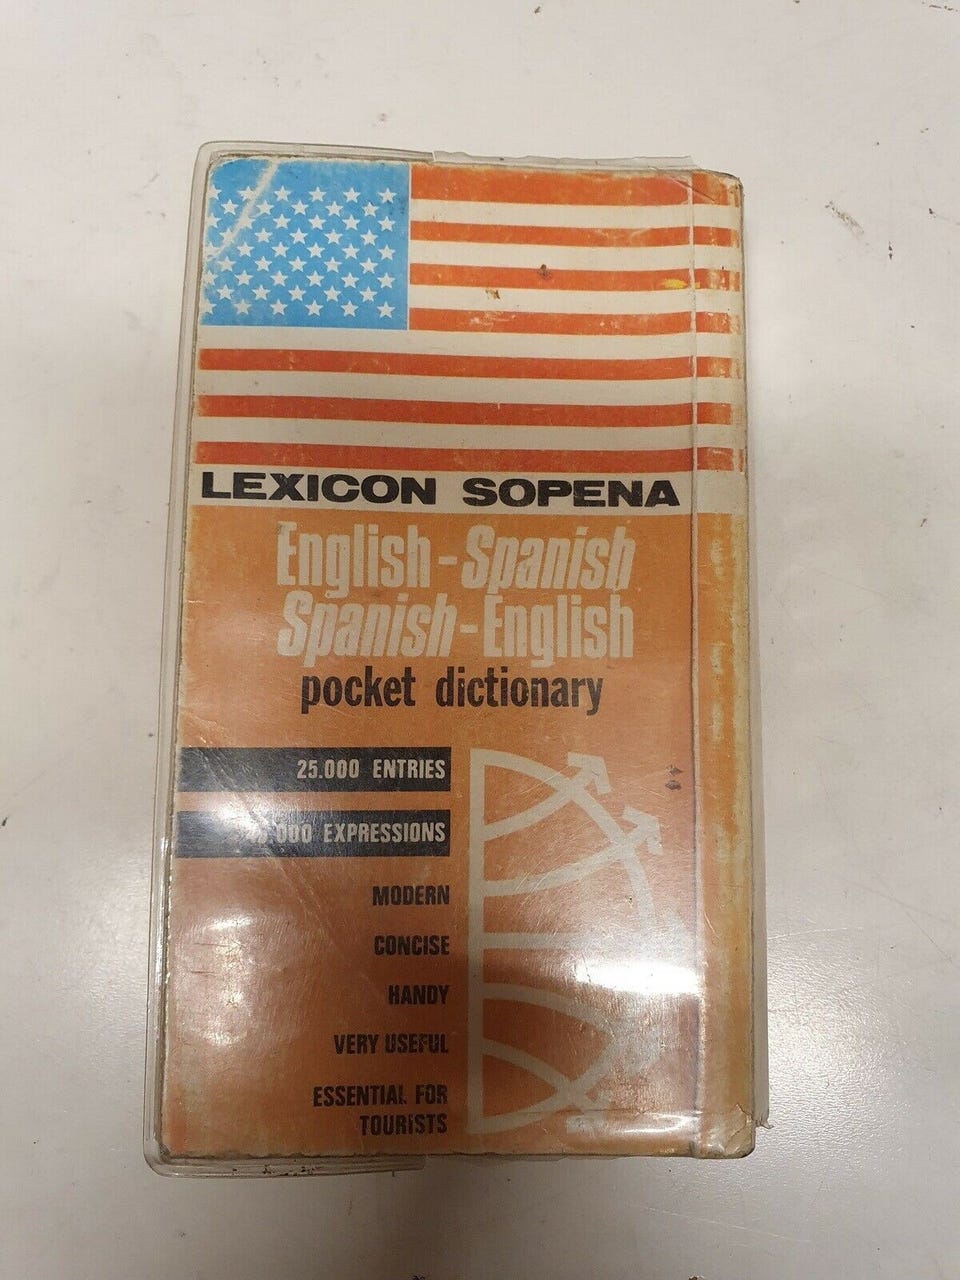 LEXICON SOPENA
English-Spanish
Spanish-English
pocket dictionary
25.000 ENTRIES
EXPRESSIONS
MODERN
CONCISE
HANDY
VERY USEFUL
ESSENTIAL FOR
TOURISTS